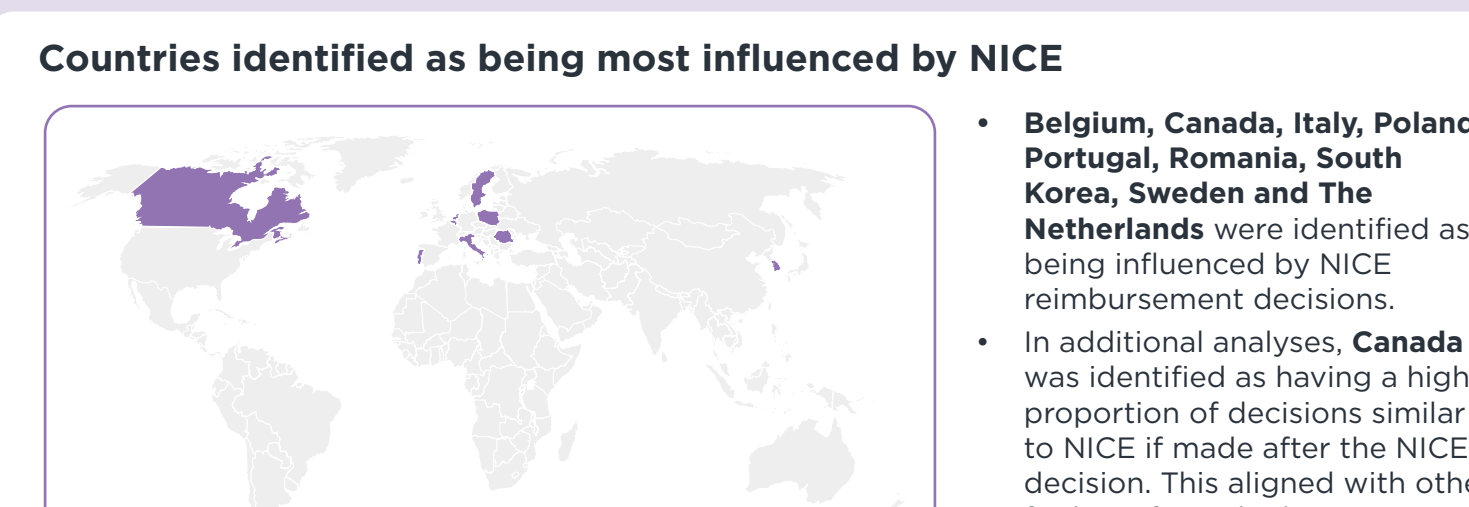 Countries identified as being most influenced by NICE
• Belgium, Canada, Italy, Poland
Portugal, Romania, South
Korea, Sweden and The
Netherlands were identified as
being influenced by NICE
reimbursement decisions.
• In additional analyses, Canada
was identified as having a high
proportion of decisions similar
to NICE if made after the NICE
decision. This aligned with othe